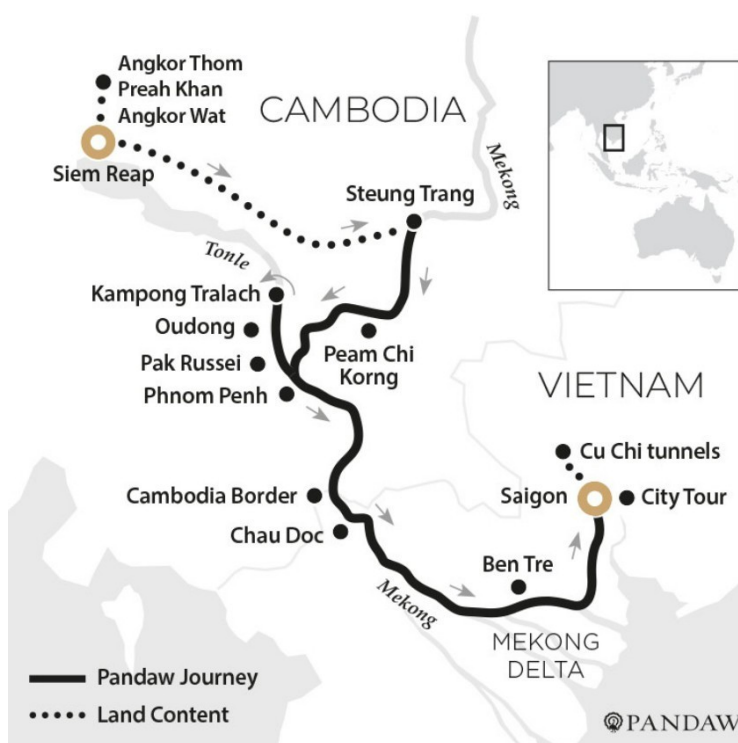 Angkor Thom
Preah Khan
Angkor Wat
CAMBODIA
Siem Reap
Mekong
Steung Trang
Tonle
Kampong Tralach
Oudong
Peam Chi
Korng
Pak Russei
Phnom Penh
VIETNAM
Cu Chi tunnels
Cambodia Border
Saigon
City Tour
Chau Doc
Ben Tre
Mekong
MEKONG
DELTA
Pandaw Journey
Land Content
PANDAW